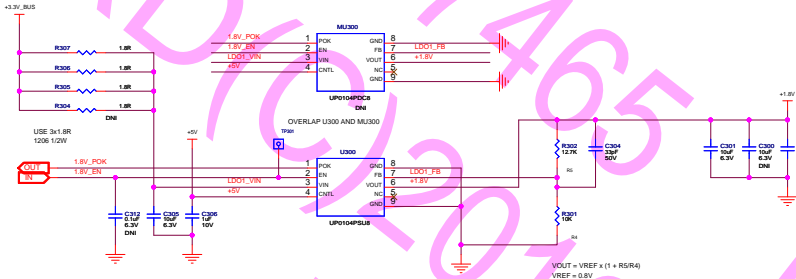 +3.3V_BUS
R307 1.8R
R306 1.8R
R305 1.8R
R304 1.8R
DNI
USE 3x1.8R
1206 1/2W
MU300
1.8V_POK 1 POK GND 8
1.8V_EN 2 EN FB 7 LDO1_FB
LDO1_VIN 3 VIN VOUT 6 +1.8V
+5V 4 CNTL NC 5
GND 9
UP0104PDC8
DNI
OVERLAP U300 AND MU300
+5V
TP301
U300
OUT 1.8V_POK 1 POK GND 8
IN 1.8V_EN 2 EN FB 7 LDO1_FB
LDO1_VIN 3 VIN VOUT 6 +1.8V
+5V 4 CNTL NC 5
GND 9
UP0104PSU8
C312
0.1uF
6.3V
DNI
C305
10uF
6.3V
C306
1uF
10V
R302
12.7K
R5
C304
33pF
50V
R301
10K
R4
+1.8V
C301
10uF
6.3V
C300
10uF
6.3V
DNI
VOUT = VREF x (1 + R5/R4)
VREF = 0.8V